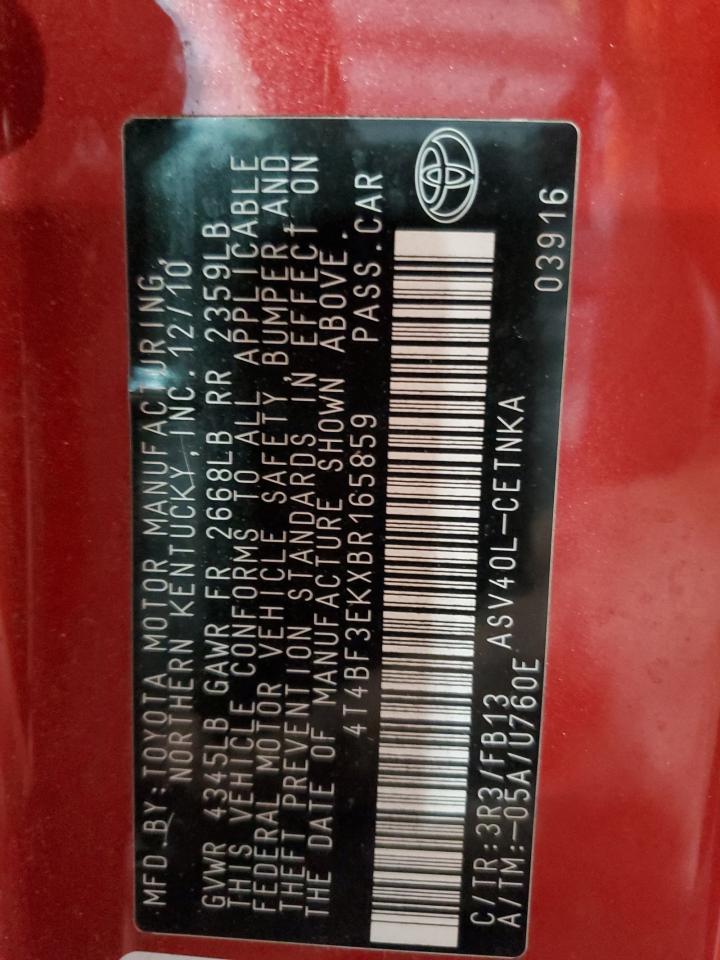 MFD BY:TOYOTA MOTOR MANUFACTURING,
NORTHERN KENTUCKY,INC.12/10
GVWR 4345LB GAWR FR 2668LB RR 2359LB
THIS VEHICLE CONFORMS TO ALL APPLICABLE
FEDERAL MOTOR VEHICLE SAFETY, BUMPER, AND
THEFT PREVENTION STANDARDS IN EFFECT ON
THE DATE OF MANUFACTURE SHOWN ABOVE.
4T4BF3EKXBR165859 PASS.CAR
C/TR:3R3/FB13 ASV40L-CETNKA
A/TM:-05A/U760E 03916